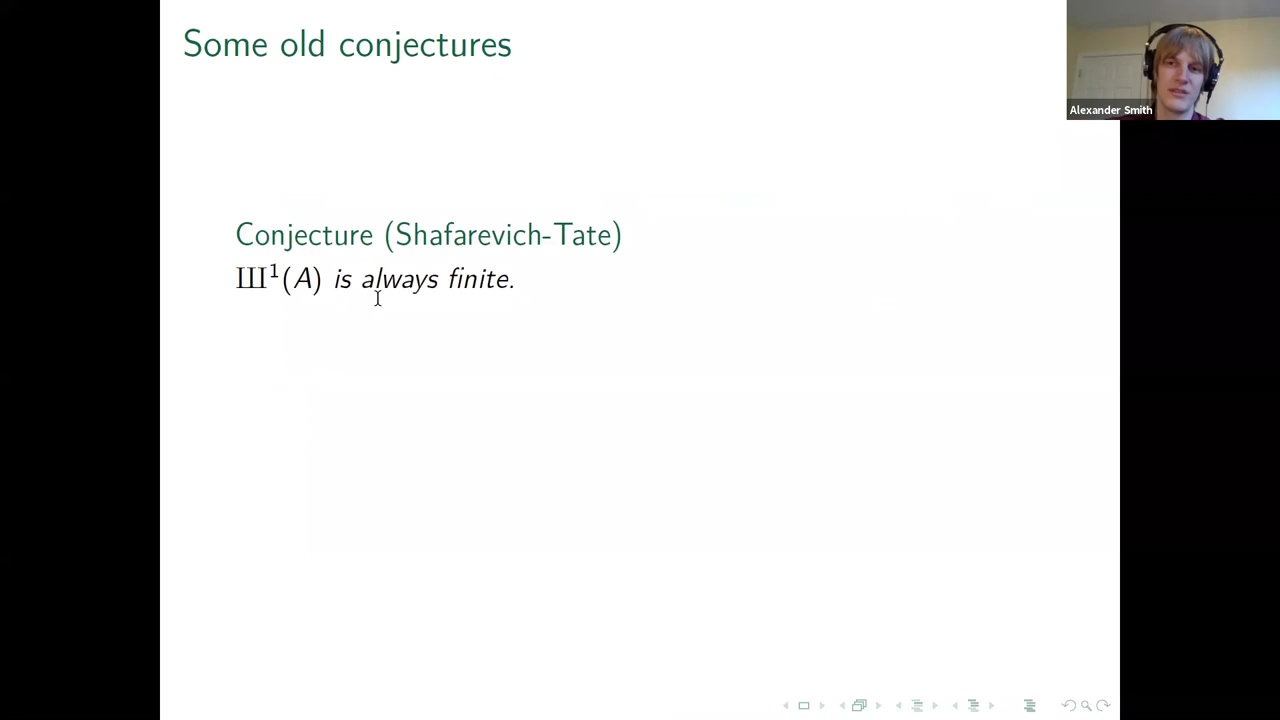 Some old conjectures
Alexander Smith
Conjecture (Shafarevich-Tate)
Ш¹(A) is always finite.